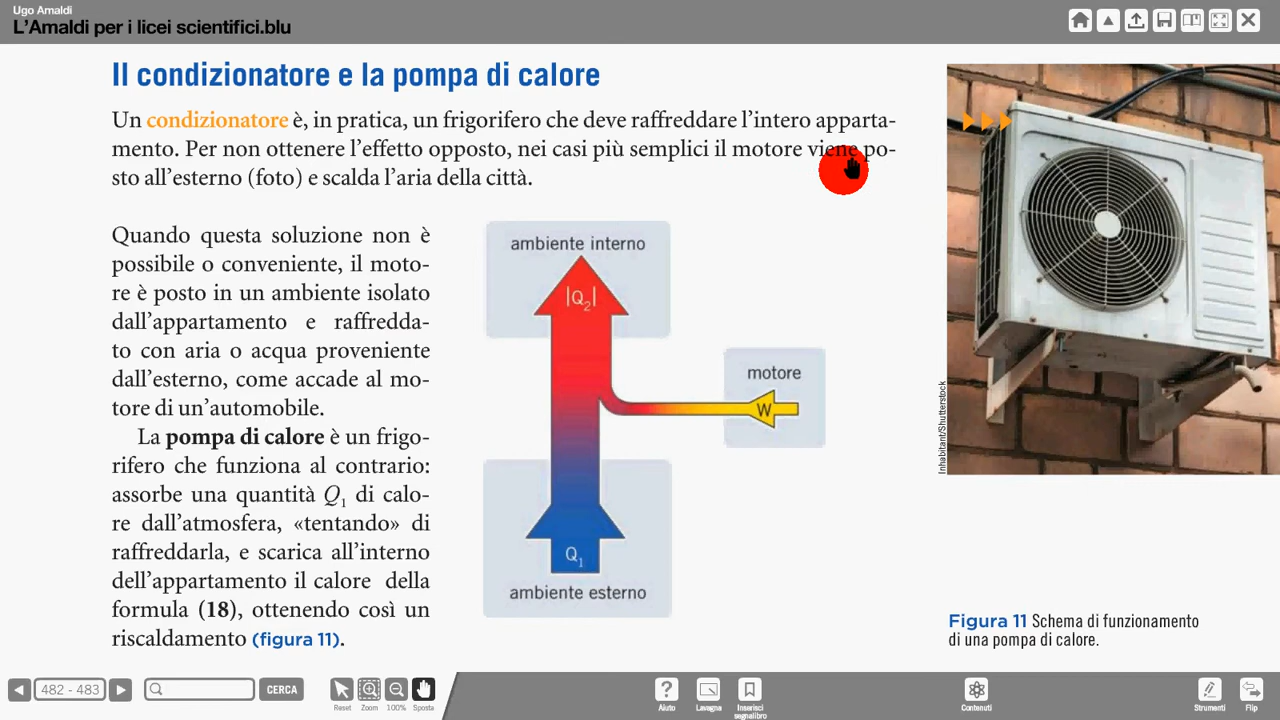 Ugo Amaldi
L'Amaldi per i licei scientifici.blu
Il condizionatore e la pompa di calore
Un condizionatore è, in pratica, un frigorifero che deve raffreddare l'intero apparta-
mento. Per non ottenere l'effetto opposto, nei casi più semplici il motore viene po-
sto all'esterno (foto) e scalda l'aria della città.
Quando questa soluzione non è
possibile o conveniente, il moto-
re è posto in un ambiente isolato
dall'appartamento e raffredda-
to con aria o acqua proveniente
dall'esterno, come accade al mo-
tore di un'automobile.
La pompa di calore è un frigo-
rifero che funziona al contrario:
assorbe una quantità Q₁ di calo-
re dall'atmosfera, «tentando» di
raffreddarla, e scarica all'interno
dell'appartamento il calore della
formula (18), ottenendo così un
riscaldamento (figura 11).
ambiente interno
|Q₂|
motore
W
Q₁
ambiente esterno
Inhabitant/Shutterstock
Figura 11 Schema di funzionamento
di una pompa di calore.
482 - 483
CERCA
Reset
Zoom
100%
Sposta
Aiuto
Lavagna
Inserisci
segnalibro
Contenuti
Strumenti
Flip